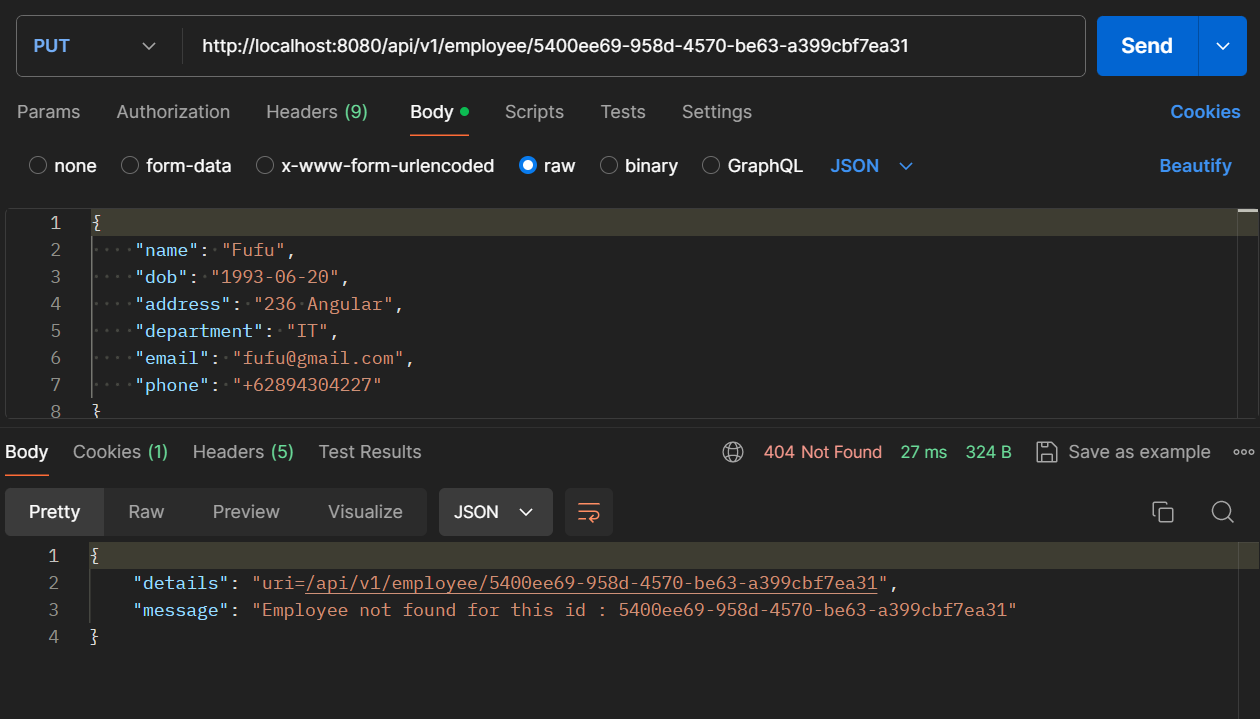 PUT http://localhost:8080/api/v1/employee/5400ee69-958d-4570-be63-a399cbf7ea31 Send
Params Authorization Headers (9) Body Scripts Tests Settings Cookies
none form-data x-www-form-urlencoded raw binary GraphQL JSON Beautify
1 {
2 "name": "Fufu",
3 "dob": "1993-06-20",
4 "address": "236 Angular",
5 "department": "IT",
6 "email": "fufu@gmail.com",
7 "phone": "+62894304227"
8 }
Body Cookies (1) Headers (5) Test Results 404 Not Found 27 ms 324 B Save as example
Pretty Raw Preview Visualize JSON
1 {
2 "details": "uri=/api/v1/employee/5400ee69-958d-4570-be63-a399cbf7ea31",
3 "message": "Employee not found for this id : 5400ee69-958d-4570-be63-a399cbf7ea31"
4 }